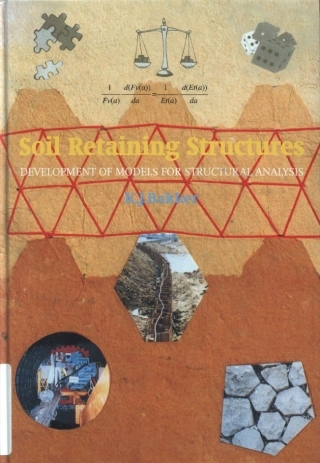 1 d(Fv(a)) = 1 d(Et(a))
Fv(a) da Et(a) da
Soil Retaining Structures
DEVELOPMENT OF MODELS FOR STRUCTURAL ANALYSIS
K.J.Bakker